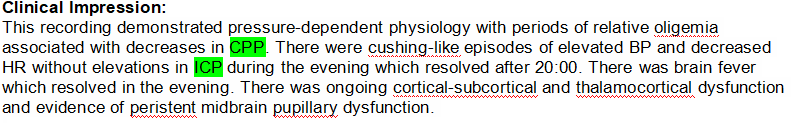 Clinical Impression:
This recording demonstrated pressure-dependent physiology with periods of relative oligemia
associated with decreases in CPP. There were cushing-like episodes of elevated BP and decreased
HR without elevations in ICP during the evening which resolved after 20:00. There was brain fever
which resolved in the evening. There was ongoing cortical-subcortical and thalamocortical dysfunction
and evidence of peristent midbrain pupillary dysfunction.